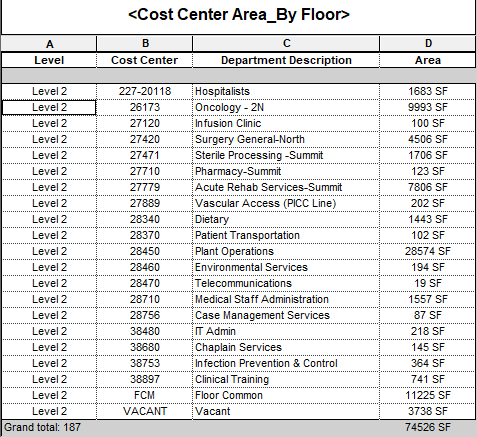 <Cost Center Area_By Floor>
A B C D
Level Cost Center Department Description Area
Level 2 227-20118 Hospitalists 1683 SF
Level 2 26173 Oncology - 2N 9993 SF
Level 2 27120 Infusion Clinic 100 SF
Level 2 27420 Surgery General-North 4506 SF
Level 2 27471 Sterile Processing -Summit 1706 SF
Level 2 27710 Pharmacy-Summit 123 SF
Level 2 27779 Acute Rehab Services-Summit 7806 SF
Level 2 27889 Vascular Access (PICC Line) 202 SF
Level 2 28340 Dietary 1443 SF
Level 2 28370 Patient Transportation 102 SF
Level 2 28450 Plant Operations 28574 SF
Level 2 28460 Environmental Services 194 SF
Level 2 28470 Telecommunications 19 SF
Level 2 28710 Medical Staff Administration 1557 SF
Level 2 28756 Case Management Services 87 SF
Level 2 38480 IT Admin 218 SF
Level 2 38680 Chaplain Services 145 SF
Level 2 38753 Infection Prevention & Control 364 SF
Level 2 38897 Clinical Training 741 SF
Level 2 FCM Floor Common 11225 SF
Level 2 VACANT Vacant 3738 SF
Grand total: 187 74526 SF